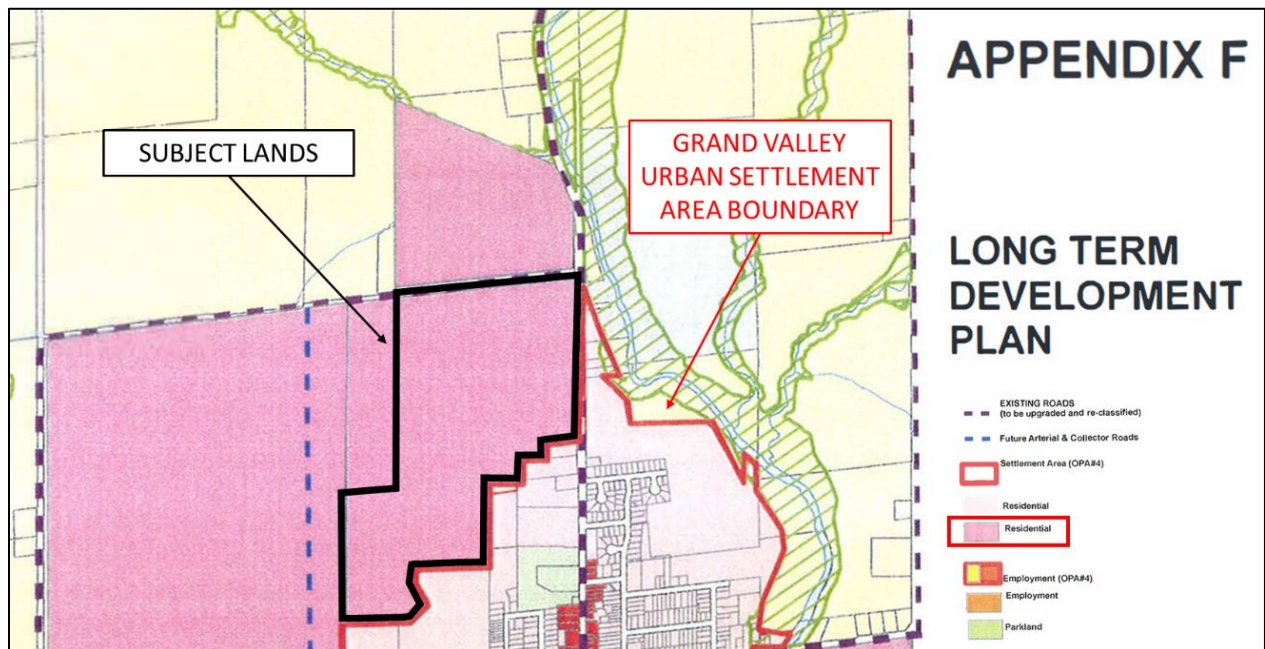 SUBJECT LANDS
GRAND VALLEY
URBAN SETTLEMENT
AREA BOUNDARY
APPENDIX F
LONG TERM
DEVELOPMENT
PLAN
EXISTING ROADS
(to be upgraded and re-classified)
Future Arterial & Collector Roads
Settlement Area (OPA#4)
Residential
Residential
Employment (OPA#4)
Employment
Parkland